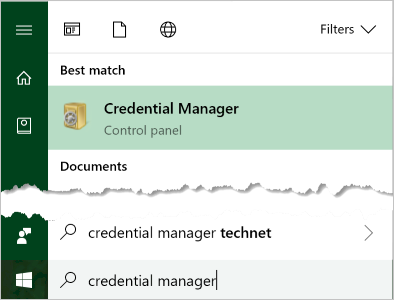 Filters
Best match
Credential Manager
Control panel
Documents
credential manager technet
credential manager